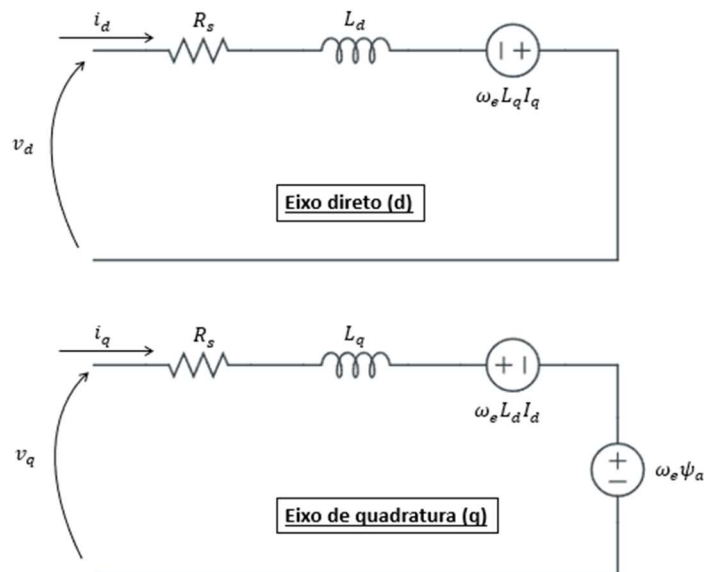 i_d R_s L_d
ω_e L_q I_q
v_d
Eixo direto (d)
i_q R_s L_q
ω_e L_d I_d
v_q
ω_e ψ_a
Eixo de quadratura (q)